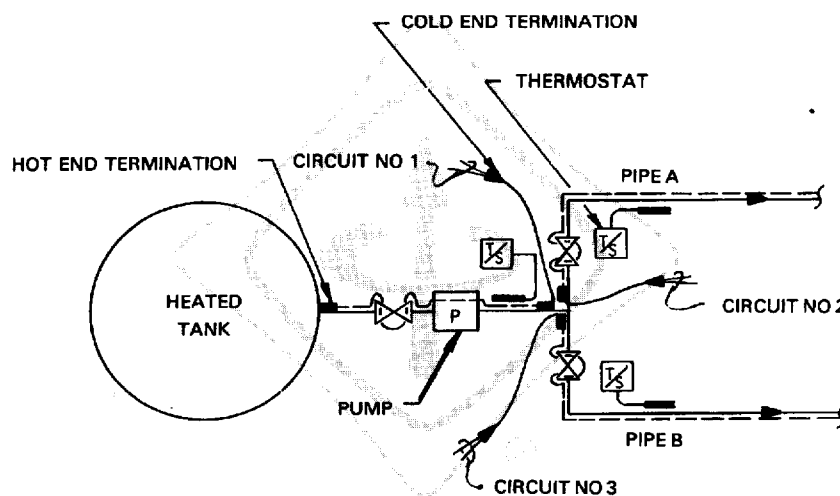 COLD END TERMINATION
THERMOSTAT
HOT END TERMINATION
CIRCUIT NO 1
PIPE A
T/S
T/S
HEATED
TANK
P
CIRCUIT NO 2
T/S
PUMP
PIPE B
CIRCUIT NO 3